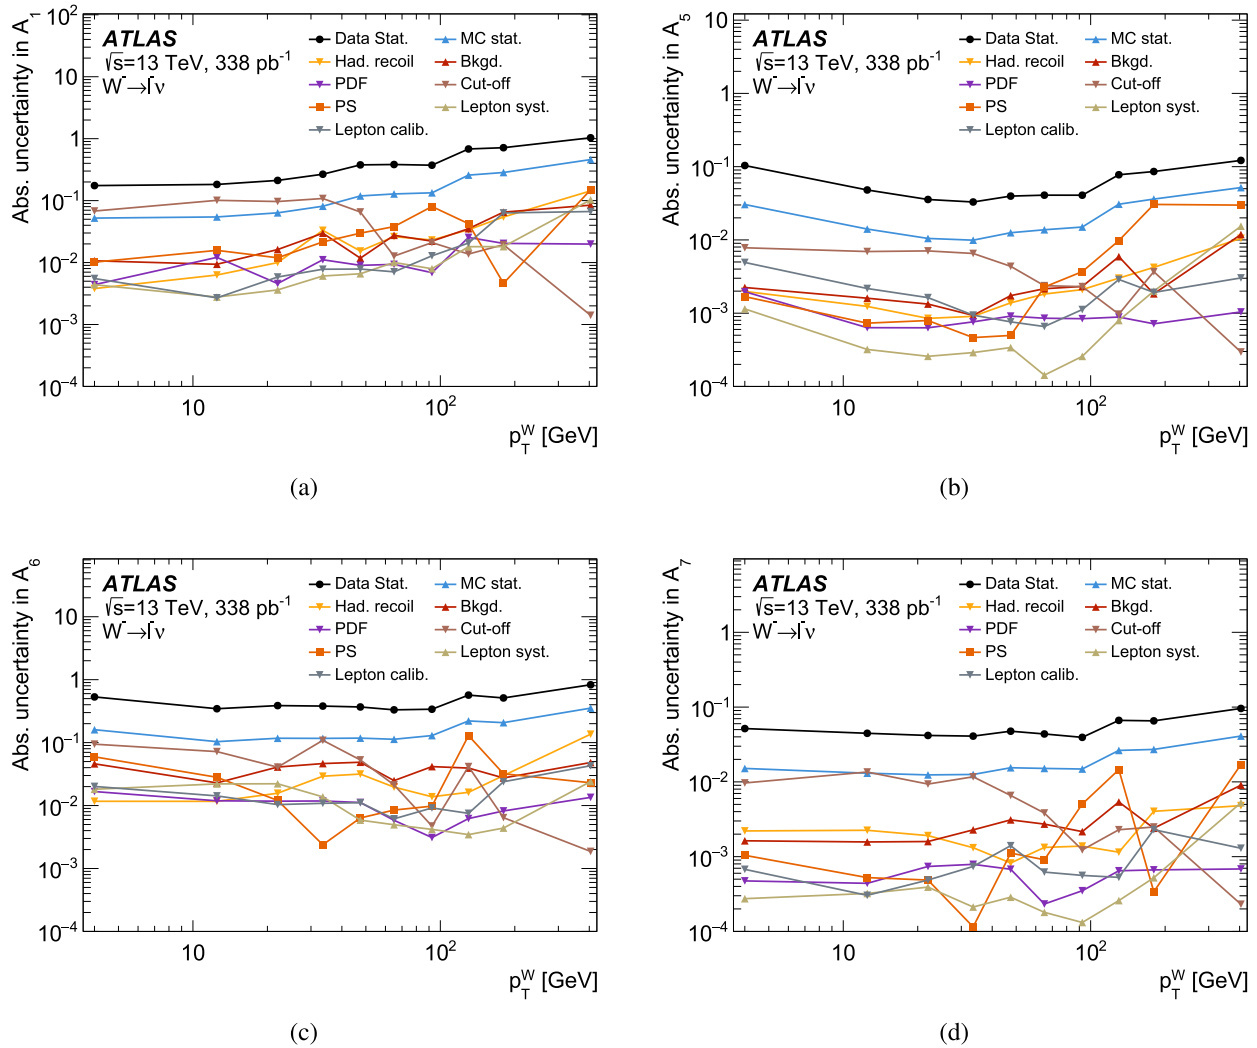 Abs. uncertainty in A₁
10²
10
1
10⁻¹
10⁻²
10⁻³
10⁻⁴
ATLAS
√s=13 TeV, 338 pb⁻¹
W⁻→l⁻ν
Data Stat.
MC stat.
Had. recoil
Bkgd.
PDF
Cut-off
PS
Lepton syst.
Lepton calib.
10
10²
p_T^W [GeV]
(a)
Abs. uncertainty in A₅
10
1
10⁻¹
10⁻²
10⁻³
10⁻⁴
ATLAS
√s=13 TeV, 338 pb⁻¹
W⁻→l⁻ν
Data Stat.
MC stat.
Had. recoil
Bkgd.
PDF
Cut-off
PS
Lepton syst.
Lepton calib.
10
10²
p_T^W [GeV]
(b)
Abs. uncertainty in A₆
10
1
10⁻¹
10⁻²
10⁻³
10⁻⁴
ATLAS
√s=13 TeV, 338 pb⁻¹
W⁻→l⁻ν
Data Stat.
MC stat.
Had. recoil
Bkgd.
PDF
Cut-off
PS
Lepton syst.
Lepton calib.
10
10²
p_T^W [GeV]
(c)
Abs. uncertainty in A₇
1
10⁻¹
10⁻²
10⁻³
10⁻⁴
ATLAS
√s=13 TeV, 338 pb⁻¹
W⁻→l⁻ν
Data Stat.
MC stat.
Had. recoil
Bkgd.
PDF
Cut-off
PS
Lepton syst.
Lepton calib.
10
10²
p_T^W [GeV]
(d)